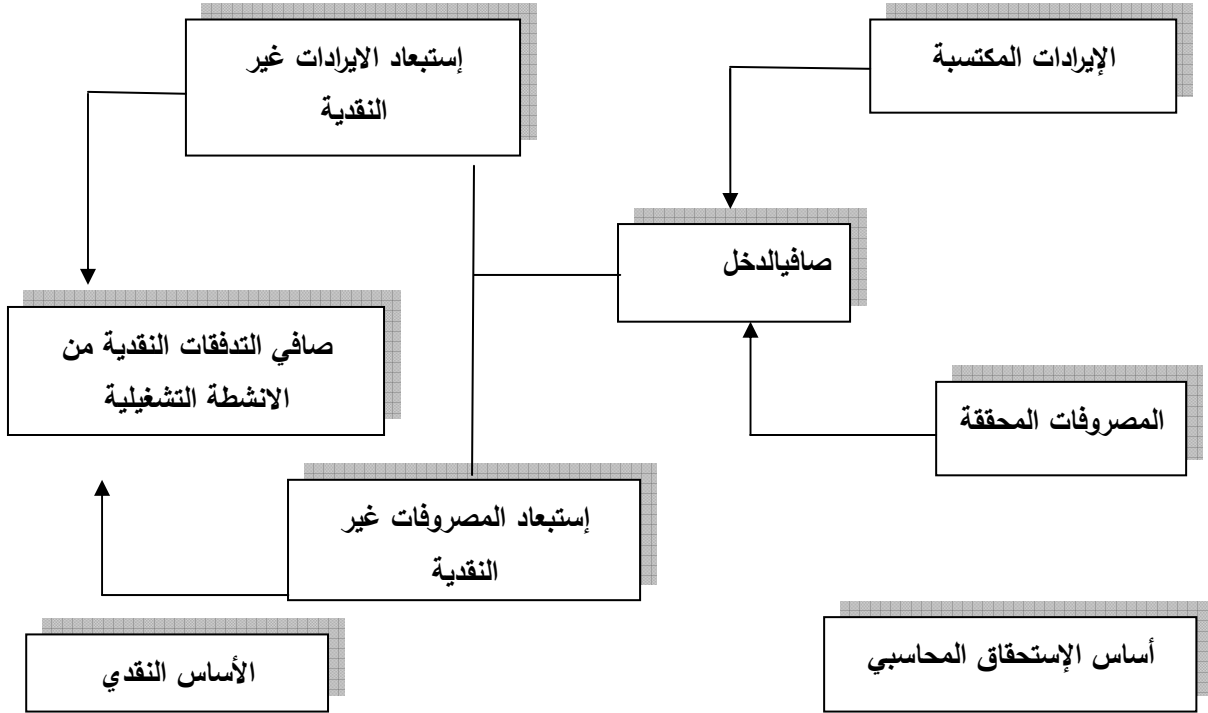 الإيرادات المكتسبة
إستبعاد الايرادات غير
النقدية
صافيالدخل
صافي التدفقات النقدية من
الانشطة التشغيلية
المصروفات المحققة
إستبعاد المصروفات غير
النقدية
أساس الإستحقاق المحاسبي
الأساس النقدي